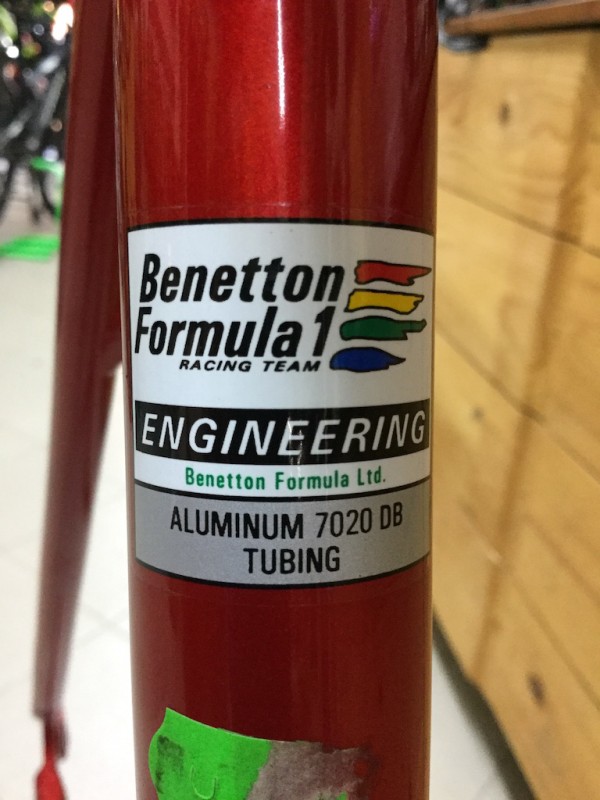 Benetton
Formula 1
RACING TEAM
ENGINEERING
Benetton Formula Ltd.
ALUMINUM 7020 DB
TUBING